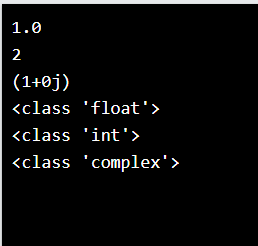 1.0
2
(1+0j)
<class 'float'>
<class 'int'>
<class 'complex'>